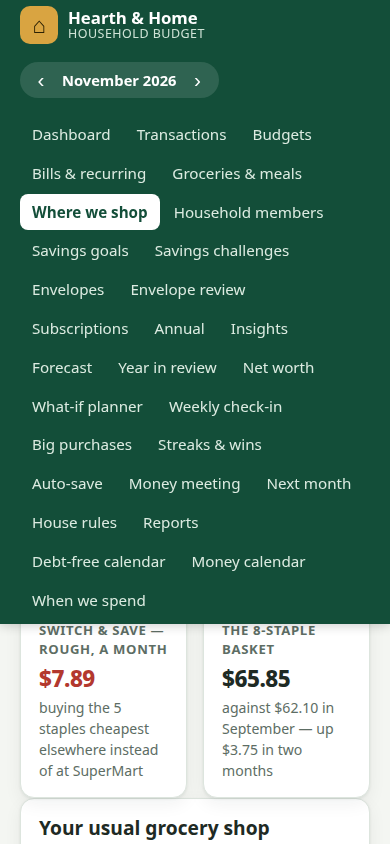 Hearth & Home
HOUSEHOLD BUDGET
‹ November 2026 ›
Dashboard Transactions Budgets
Bills & recurring Groceries & meals
Where we shop Household members
Savings goals Savings challenges
Envelopes Envelope review
Subscriptions Annual Insights
Forecast Year in review Net worth
What-if planner Weekly check-in
Big purchases Streaks & wins
Auto-save Money meeting Next month
House rules Reports
Debt-free calendar Money calendar
When we spend
SWITCH & SAVE —
ROUGH, A MONTH
$7.89
buying the 5
staples cheapest
elsewhere instead
of at SuperMart
THE 8-STAPLE
BASKET
$65.85
against $62.10 in
September — up
$3.75 in two
months
Your usual grocery shop